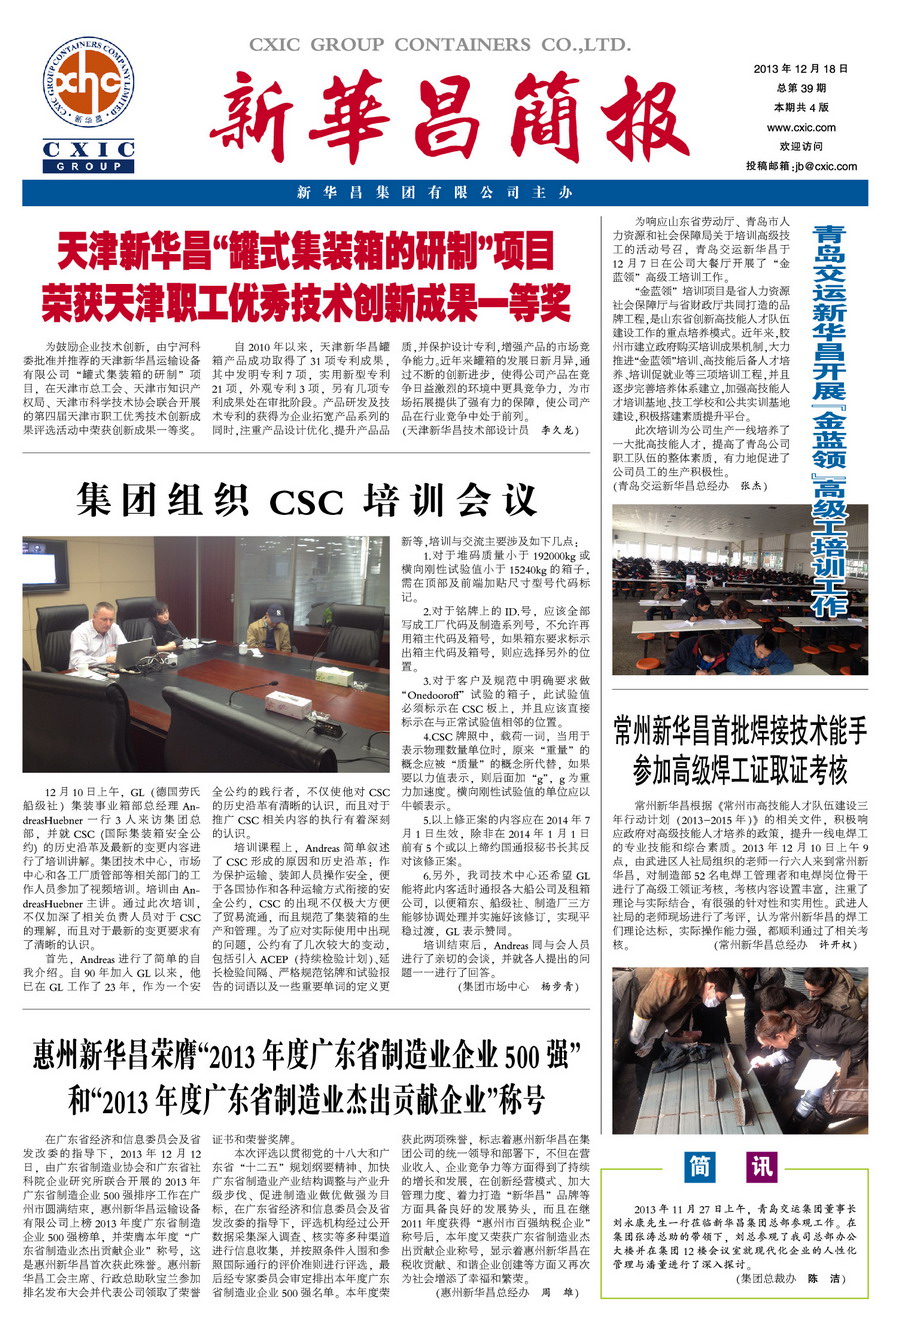 CXIC GROUP CONTAINERS CO.,LTD.
CXIC GROUP CONTAINERS COMPANY LIMITED
cxhc
新华昌
CXIC
GROUP
新華昌簡报
2013 年 12 月 18 日
总第 39 期
本期共 4 版
www.cxic.com
欢迎访问
投稿邮箱:jb@cxic.com
新华昌集团有限公司主办
天津新华昌“罐式集装箱的研制”项目
荣获天津职工优秀技术创新成果一等奖
为鼓励企业技术创新，由宁河科
委批准并推荐的天津新华昌运输设备
有限公司“罐式集装箱的研制”项
目，在天津市总工会、天津市知识产
权局、天津市科学技术协会联合开展
的第四届天津市职工优秀技术创新成
果评选活动中荣获创新成果一等奖。
自 2010 年以来，天津新华昌罐
箱产品成功取得了 31 项专利成果，
其中发明专利 7 项，实用新型专利
21 项，外观专利 3 项，另有几项专
利成果处在审批阶段。产品研发及技
术专利的获得为企业拓宽产品系列的
同时,注重产品设计优化、提升产品品
质,并保护设计专利,增强产品的市场竞
争能力。近年来罐箱的发展日新月异,通
过不断的创新进步，使得公司产品在竞
争日益激烈的环境中更具竞争力，为市
场拓展提供了强有力的保障，使公司产
品在行业竞争中处于前列。
(天津新华昌技术部设计员 李久龙)
集团组织 CSC 培训会议
12 月 10 日上午，GL (德国劳氏
船级社) 集装事业箱部总经理 An-
dreasHuebner 一行 3 人来访集团总
部，并就 CSC (国际集装箱安全公
约) 的历史沿革及最新的变更内容进
行了培训讲解。集团技术中心，市场
中心和各工厂质管部等相关部门的工
作人员参加了视频培训。培训由 An-
dreasHuebner 主讲。通过此次培训，
不仅加深了相关负责人员对于 CSC
的理解，而且对于最新的变更要求有
了清晰的认识。
首先，Andreas 进行了简单的自
我介绍。自 90 年加入 GL 以来，他
已在 GL 工作了 23 年，作为一个安
全公约的践行者，不仅使他对 CSC
的历史沿革有清晰的认识，而且对于
推广 CSC 相关内容的执行有着深刻
的认识。
培训课程上，Andreas 简单叙述
了 CSC 形成的原因和历史沿革：作
为保护运输、装卸人员操作安全，便
于各国协作和各种运输方式衔接的安
全公约，CSC 的出现不仅极大方便
了贸易流通，而且规范了集装箱的生
产和管理。为了应对实际使用中出现
的问题，公约有了几次较大的变动，
包括引入 ACEP (持续检验计划)、延
长检验间隔、严格规范铭牌和试验报
告的词语以及一些重要单词的定义更
新等,培训与交流主要涉及如下几点：
1.对于堆码质量小于 192000kg 或
横向刚性试验值小于 15240kg 的箱子，
需在顶部及前端加贴尺寸型号代码标
记。
2.对于铭牌上的 ID.号，应该全部
写成工厂代码及制造系列号，不允许再
用箱主代码及箱号，如果箱东要求标示
出箱主代码及箱号，则应选择另外的位
置。
3.对于客户及规范中明确要求做
“Onedooroff” 试验的箱子，此试验值
必须标示在 CSC 板上，并且应该直接
标示在与正常试验值相邻的位置。
4.CSC 牌照中，载荷一词，当用于
表示物理数量单位时，原来“重量”的
概念应被“质量”的概念所代替，如果
要以力值表示，则后面加“g”，g 为重
力加速度。横向刚性试验值的单位应以
牛顿表示。
5.以上修正案的内容应在 2014 年 7
月 1 日生效，除非在 2014 年 1 月 1 日
前有 5 个或以上缔约国通报秘书长其反
对该修正案。
6.另外，我司技术中心还希望 GL
能将此内客适时通报各大船公司及租箱
公司，以便箱东、船级社、制造厂三方
能够协调处理并实施好该修订，实现平
稳过渡，GL 表示赞同。
培训结束后，Andreas 同与会人员
进行了亲切的会谈，并就各人提出的问
题一一进行了回答。
(集团市场中心 杨步青)
惠州新华昌荣膺“2013 年度广东省制造业企业 500 强”
和“2013 年度广东省制造业杰出贡献企业”称号
在广东省经济和信息委员会及省
发改委的指导下，2013 年 12 月 12
日，由广东省制造业协会和广东省社
科院企业研究所联合开展的 2013 年
广东省制造企业 500 强排序工作在广
州市圆满结束，惠州新华昌运输设备
有限公司上榜 2013 年度广东省制造
企业 500 强榜单，并荣膺本年度“广
东省制造业杰出贡献企业”称号，这
是惠州新华昌首次获此殊誉。惠州新
华昌工会主席、行政总助耿宝兰参加
排名发布大会并代表公司领取了荣誉
证书和荣誉奖牌。
本次评选以贯彻党的十八大和广
东省“十二五”规划纲要精神、加快
广东省制造业产业结构调整与产业升
级步伐、促进制造业做优做强为目
标，在广东省经济和信息委员会及省
发改委的指导下，评选机构经过公开
数据采集深入调查、核实等多种渠道
进行信息收集，并按照条件入围和参
照国际通行的评价准则进行评选，最
后经专家委员会审定排出本年度广东
省制造业企业 500 强名单。本年度荣
获此两项殊誉，标志着惠州新华昌在集
团公司的统一领导和部署下，不但在营
业收入、企业竞争力等方面得到了持续
的增长和发展，在创新经营模式、加大
管理力度、着力打造“新华昌”品牌等
方面具备良好的发展势头，而且在继
2011 年度获得“惠州市百强纳税企业”
称号后，本年度又荣获广东省制造业杰
出贡献企业称号，显示着惠州新华昌在
税收贡献、和谐企业创建等方面又再次
为社会增添了幸福和繁荣。
(惠州新华昌总经办 周 雄)
青岛交运新华昌开展『金蓝领』高级工培训工作
为响应山东省劳动厅、青岛市人
力资源和社会保障局关于培训高级技
工的活动号召，青岛交运新华昌于
12 月 7 日在公司大餐厅开展了“金
蓝领”高级工培训工作。
“金蓝领”培训项目是省人力资源
社会保障厅与省财政厅共同打造的品
牌工程,是山东省创新高技能人才队伍
建设工作的重点培养模式。近年来,胶
州市建立政府购买培训成果机制,大力
推进“金蓝领”培训、高技能后备人才培
养、培训促就业等三项培训工程，并且
逐步完善培养体系建立,加强高技能人
才培训基地、技工学校和公共实训基地
建设,积极搭建素质提升平台。
此次培训为公司生产一线培养了
一大批高技能人才，提高了青岛公司
职工队伍的整体素质，有力地促进了
公司员工的生产积极性。
(青岛交运新华昌总经办 张杰)
常州新华昌首批焊接技术能手
参加高级焊工证取证考核
常州新华昌根据《常州市高技能人才队伍建设三
年行动计划（2013-2015 年)》的相关文件，积极响
应政府对高级技能人才培养的政策，提升一线电焊工
的专业技能和综合素质。2013 年 12 月 10 日上午 9
点，由武进区人社局组织的老师一行六人来到常州新
华昌，对制造部 52 名电焊工管理者和电焊岗位骨干
进行了高级工领证考核，考核内容设置丰富，注重了
理论与实际结合，有很强的针对性和实用性。武进人
社局的老师现场进行了考评，认为常州新华昌的焊工
们理论达标，实际操作能力强，都顺利通过了相关考
核。 (常州新华昌总经办 许开权)
简 讯
2013 年 11 月 27 日上午，青岛交运集团董事长
刘永康先生一行莅临新华昌集团总部参观工作。在
集团张涛总助的带领下，刘总参观了我司总部办公
大楼并在集团 12 楼会议室就现代化企业的人性化
管理与潘董进行了深入探讨。
(集团总裁办 陈 洁)